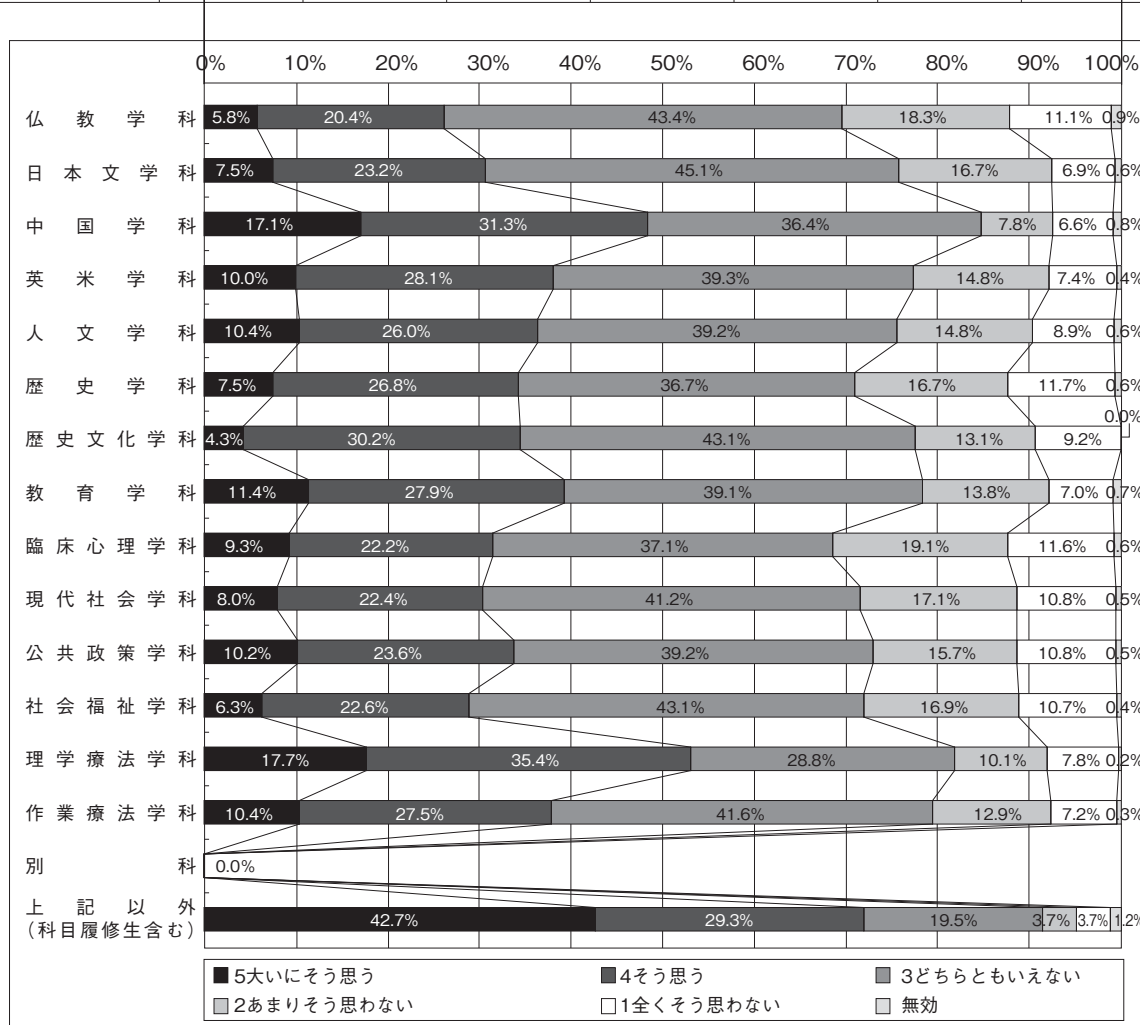 0% 10% 20% 30% 40% 50% 60% 70% 80% 90% 100%
仏教学科 5.8% 20.4% 43.4% 18.3% 11.1% 0.9%
日本文学科 7.5% 23.2% 45.1% 16.7% 6.9% 0.6%
中国学科 17.1% 31.3% 36.4% 7.8% 6.6% 0.8%
英米学科 10.0% 28.1% 39.3% 14.8% 7.4% 0.4%
人文学科 10.4% 26.0% 39.2% 14.8% 8.9% 0.6%
歴史学科 7.5% 26.8% 36.7% 16.7% 11.7% 0.6%
歴史文化学科 4.3% 30.2% 43.1% 13.1% 9.2% 0.0%
教育学科 11.4% 27.9% 39.1% 13.8% 7.0% 0.7%
臨床心理学科 9.3% 22.2% 37.1% 19.1% 11.6% 0.6%
現代社会学科 8.0% 22.4% 41.2% 17.1% 10.8% 0.5%
公共政策学科 10.2% 23.6% 39.2% 15.7% 10.8% 0.5%
社会福祉学科 6.3% 22.6% 43.1% 16.9% 10.7% 0.4%
理学療法学科 17.7% 35.4% 28.8% 10.1% 7.8% 0.2%
作業療法学科 10.4% 27.5% 41.6% 12.9% 7.2% 0.3%
別科 0.0%
上記以外
(科目履修生含む) 42.7% 29.3% 19.5% 3.7% 3.7% 1.2%
5大いにそう思う 4そう思う 3どちらともいえない
2あまりそう思わない 1全くそう思わない 無効